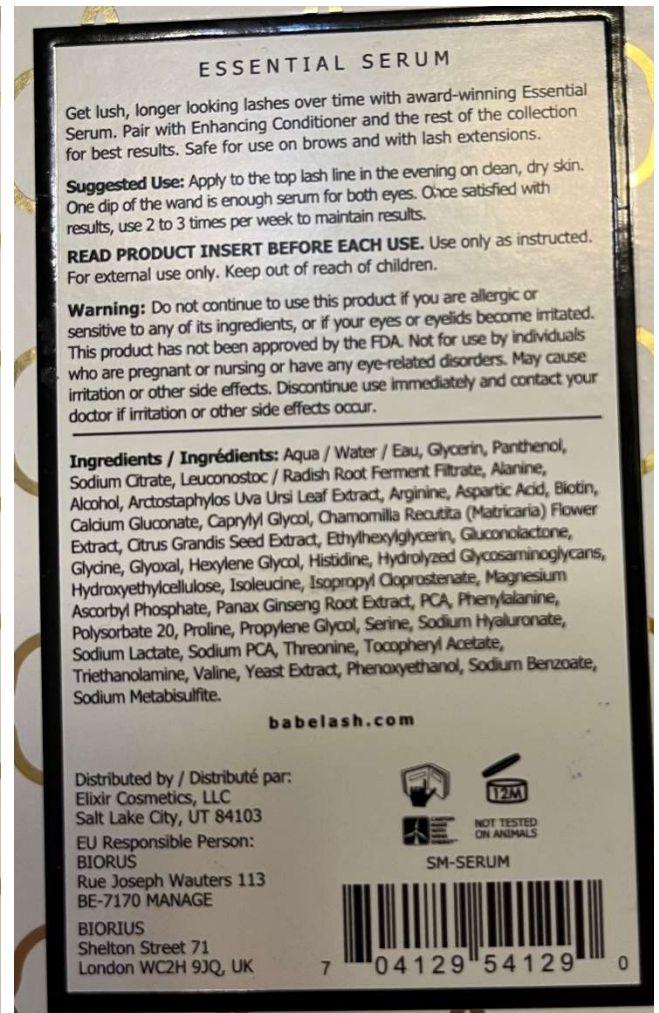 ESSENTIAL SERUM
Get lush, longer looking lashes over time with award-winning Essential
Serum. Pair with Enhancing Conditioner and the rest of the collection
for best results. Safe for use on brows and with lash extensions.
Suggested Use: Apply to the top lash line in the evening on clean, dry skin.
One dip of the wand is enough serum for both eyes. Once satisfied with
results, use 2 to 3 times per week to maintain results.
READ PRODUCT INSERT BEFORE EACH USE. Use only as instructed.
For external use only. Keep out of reach of children.
Warning: Do not continue to use this product if you are allergic or
sensitive to any of its ingredients, or if your eyes or eyelids become irritated.
This product has not been approved by the FDA. Not for use by individuals
who are pregnant or nursing or have any eye-related disorders. May cause
irritation or other side effects. Discontinue use immediately and contact your
doctor if irritation or other side effects occur.
Ingredients / Ingrédients: Aqua / Water / Eau, Glycerin, Panthenol,
Sodium Citrate, Leuconostoc / Radish Root Ferment Filtrate, Alanine,
Alcohol, Arctostaphylos Uva Ursi Leaf Extract, Arginine, Aspartic Acid, Biotin,
Calcium Gluconate, Caprylyl Glycol, Chamomilla Recutita (Matricaria) Flower
Extract, Citrus Grandis Seed Extract, Ethylhexylglycerin, Gluconolactone,
Glycine, Glyoxal, Hexylene Glycol, Histidine, Hydrolyzed Glycosaminoglycans,
Hydroxyethylcellulose, Isoleucine, Isopropyl Cloprostenate, Magnesium
Ascorbyl Phosphate, Panax Ginseng Root Extract, PCA, Phenylalanine,
Polysorbate 20, Proline, Propylene Glycol, Serine, Sodium Hyaluronate,
Sodium Lactate, Sodium PCA, Threonine, Tocopheryl Acetate,
Triethanolamine, Valine, Yeast Extract, Phenoxyethanol, Sodium Benzoate,
Sodium Metabisulfite.
babelash.com
Distributed by / Distribué par:
Elixir Cosmetics, LLC
Salt Lake City, UT 84103
EU Responsible Person:
BIORUS
Rue Joseph Wauters 113
BE-7170 MANAGE
BIORIUS
Shelton Street 71
London WC2H 9JQ, UK
12M
NOT TESTED
ON ANIMALS
SM-SERUM
7 04129 54129 0